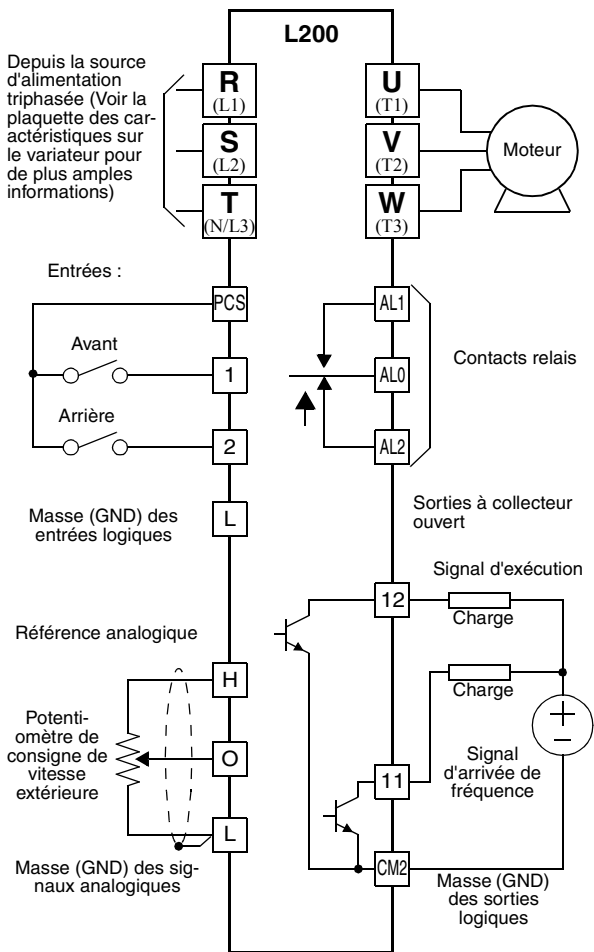 L200
Depuis la source
d'alimentation
triphasée (Voir la
plaquette des car-
actéristiques sur
le variateur pour
de plus amples
informations)
R
(L1)
S
(L2)
T
(N/L3)
U
(T1)
V
(T2)
W
(T3)
Moteur
Entrées :
PCS
Avant
1
Arrière
2
Masse (GND) des
entrées logiques
L
AL1
AL0
AL2
Contacts relais
Sorties à collecteur
ouvert
Signal d'exécution
12
Charge
Charge
Référence analogique
H
Potenti-
omètre de
consigne de
vitesse
extérieure
O
L
Masse (GND) des sig-
naux analogiques
+
–
Signal
d'arrivée de
fréquence
11
CM2
Masse (GND)
des sorties
logiques